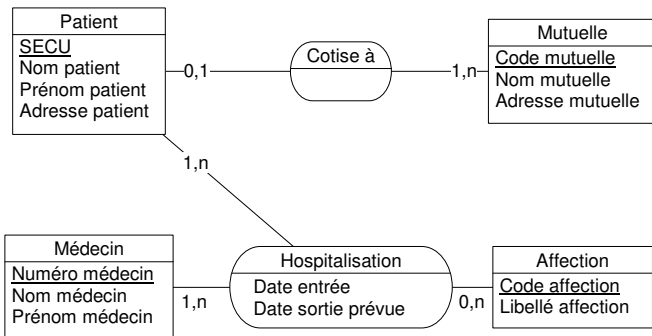 Patient
SECU
Nom patient
Prénom patient
Adresse patient
0,1
Cotise à
1,n
Mutuelle
Code mutuelle
Nom mutuelle
Adresse mutuelle
1,n
Médecin
Numéro médecin
Nom médecin
Prénom médecin
1,n
Hospitalisation
Date entrée
Date sortie prévue
0,n
Affection
Code affection
Libellé affection